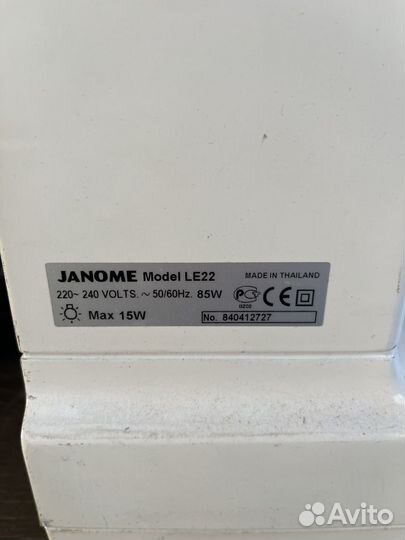 JANOME Model LE22 MADE IN THAILAND
220~ 240 VOLTS. ~ 50/60Hz. 85W
Max 15W
No. 840412727
Avito